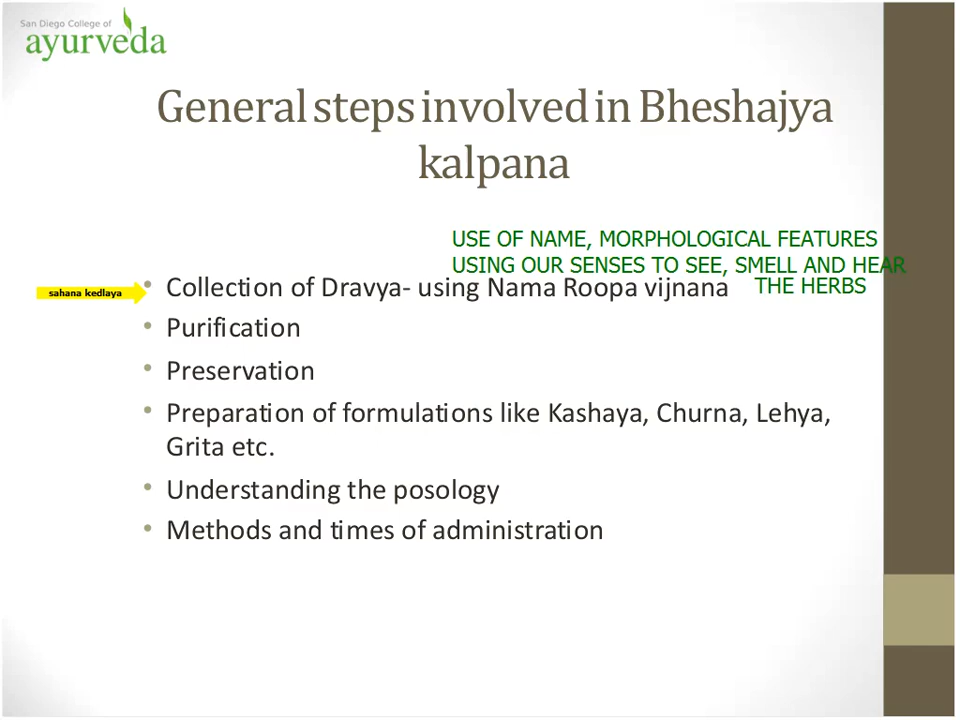 San Diego College of
ayurveda
General steps involved in Bheshajya
kalpana
USE OF NAME, MORPHOLOGICAL FEATURES
USING OUR SENSES TO SEE, SMELL AND HEAR
THE HERBS
sahana kedlaya
• Collection of Dravya- using Nama Roopa vijnana
• Purification
• Preservation
• Preparation of formulations like Kashaya, Churna, Lehya,
Grita etc.
• Understanding the posology
• Methods and times of administration